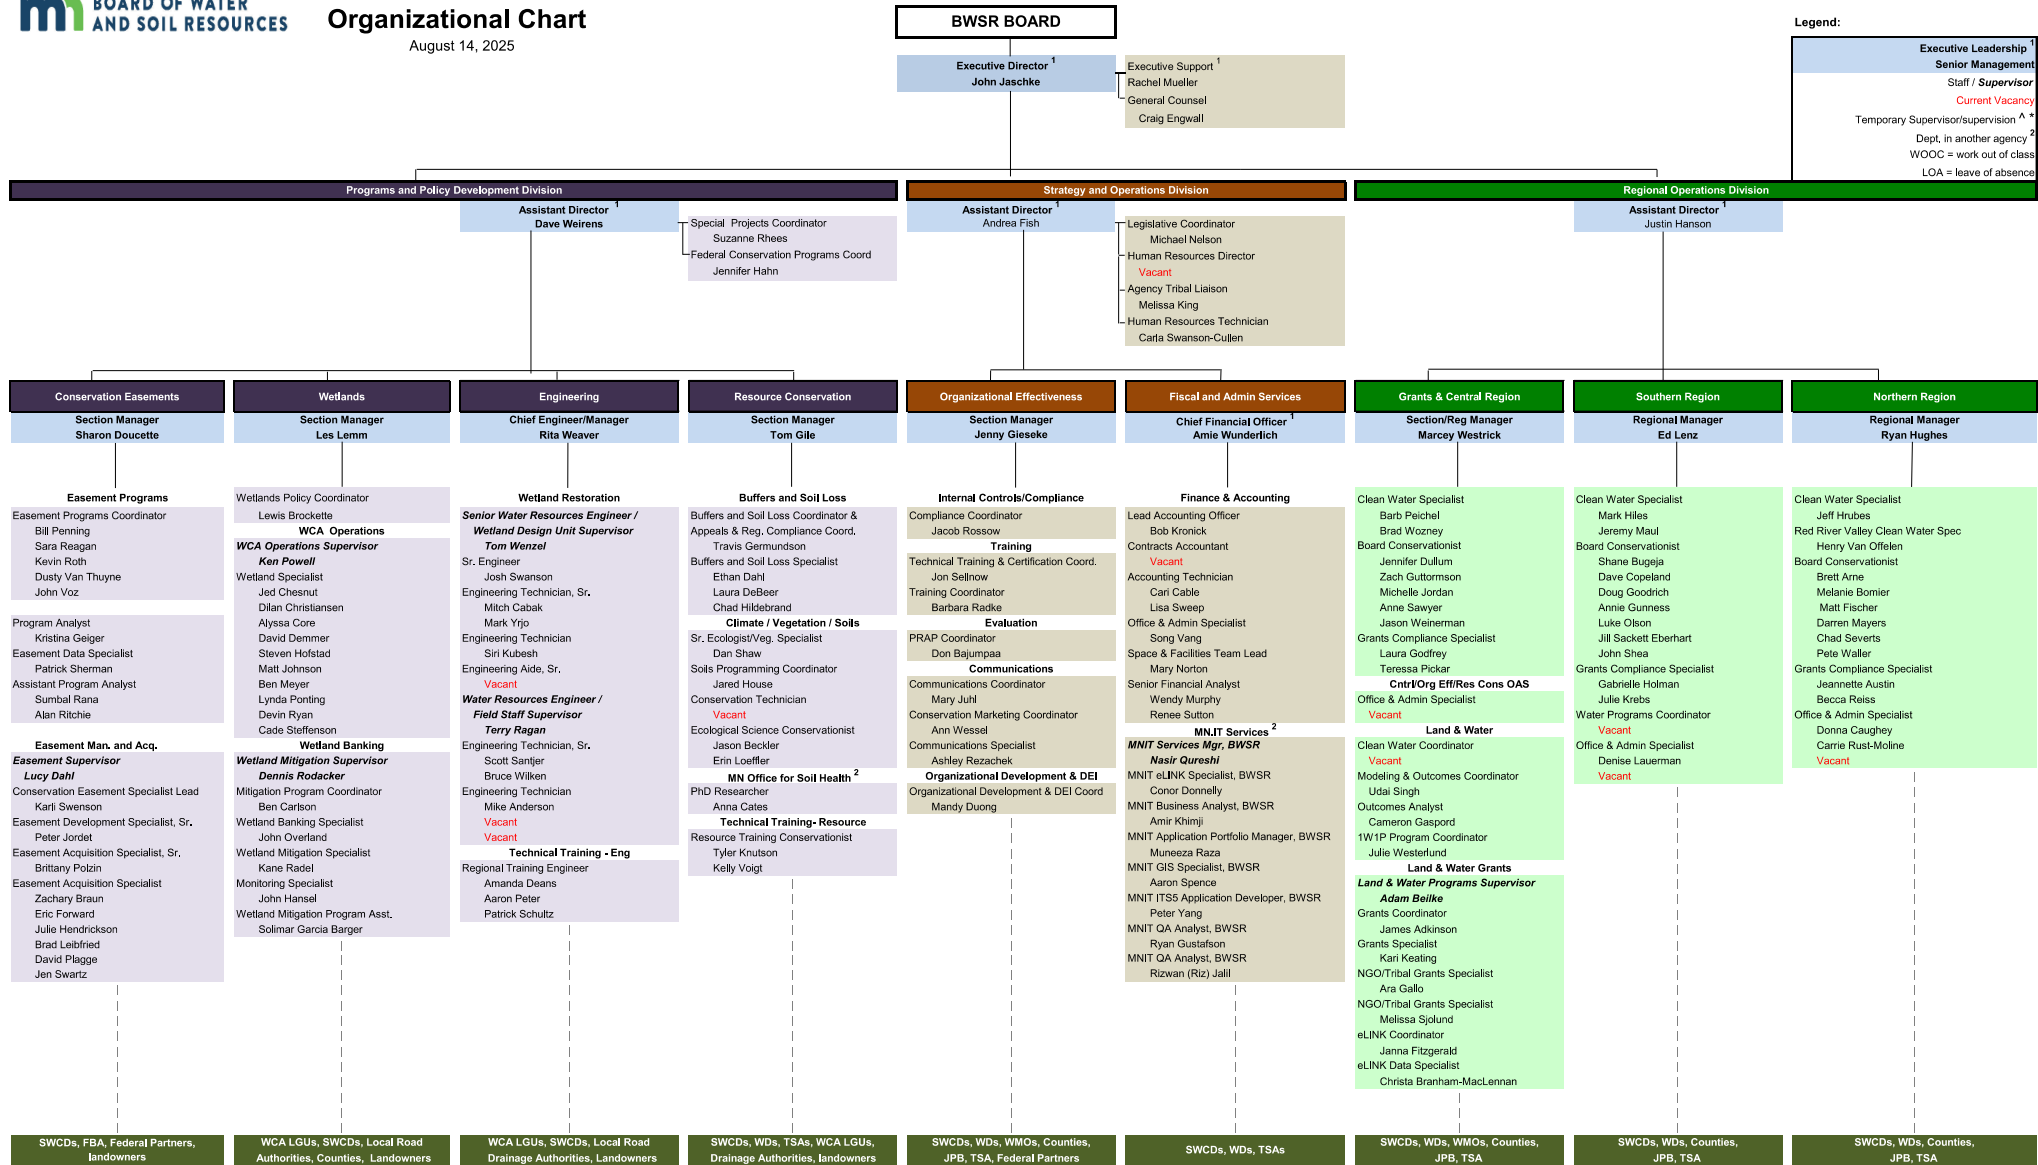 BOARD OF WATER
AND SOIL RESOURCES
Organizational Chart
August 14, 2025
BWSR BOARD
Executive Director 1
John Jaschke
Executive Support 1
Rachel Mueller
General Counsel
Craig Engwall
Legend:
Executive Leadership 1
Senior Management
Staff / Supervisor
Current Vacancy
Temporary Supervisor/supervision ^ *
Dept. in another agency 2
WOOC = work out of class
LOA = leave of absence
Programs and Policy Development Division
Assistant Director 1
Dave Weirens
Special Projects Coordinator
Suzanne Rhees
Federal Conservation Programs Coord
Jennifer Hahn
Strategy and Operations Division
Assistant Director 1
Andrea Fish
Legislative Coordinator
Michael Nelson
Human Resources Director
Vacant
Agency Tribal Liaison
Melissa King
Human Resources Technician
Carla Swanson-Cullen
Regional Operations Division
Assistant Director 1
Justin Hanson
Conservation Easements
Section Manager
Sharon Doucette
Easement Programs
Easement Programs Coordinator
Bill Penning
Sara Reagan
Kevin Roth
Dusty Van Thuyne
John Voz
Program Analyst
Kristina Geiger
Easement Data Specialist
Patrick Sherman
Assistant Program Analyst
Sumbal Rana
Alan Ritchie
Easement Man. and Acq.
Easement Supervisor
Lucy Dahl
Conservation Easement Specialist Lead
Karli Swenson
Easement Development Specialist, Sr.
Peter Jordet
Easement Acquisition Specialist, Sr.
Brittany Polzin
Easement Acquisition Specialist
Zachary Braun
Eric Forward
Julie Hendrickson
Brad Leibfried
David Plagge
Jen Swartz
SWCDs, FBA, Federal Partners,
landowners
Wetlands
Section Manager
Les Lemm
Wetlands Policy Coordinator
Lewis Brockette
WCA Operations
WCA Operations Supervisor
Ken Powell
Wetland Specialist
Jed Chesnut
Dilan Christiansen
Alyssa Core
David Demmer
Steven Hofstad
Matt Johnson
Ben Meyer
Lynda Ponting
Devin Ryan
Cade Steffenson
Wetland Banking
Wetland Mitigation Supervisor
Dennis Rodacker
Mitigation Program Coordinator
Ben Carlson
Wetland Banking Specialist
John Overland
Wetland Mitigation Specialist
Kane Radel
Monitoring Specialist
John Hansel
Wetland Mitigation Program Asst.
Solimar Garcia Barger
WCA LGUs, SWCDs, Local Road
Authorities, Counties, Landowners
Engineering
Chief Engineer/Manager
Rita Weaver
Wetland Restoration
Senior Water Resources Engineer /
Wetland Design Unit Supervisor
Tom Wenzel
Sr. Engineer
Josh Swanson
Engineering Technician, Sr.
Mitch Cabak
Mark Yrjo
Engineering Technician
Siri Kubesh
Engineering Aide, Sr.
Vacant
Water Resources Engineer /
Field Staff Supervisor
Terry Ragan
Engineering Technician, Sr.
Scott Santjer
Bruce Wilken
Engineering Technician
Mike Anderson
Vacant
Vacant
Technical Training - Eng
Regional Training Engineer
Amanda Deans
Aaron Peter
Patrick Schultz
WCA LGUs, SWCDs, Local Road
Drainage Authorities, Landowners
Resource Conservation
Section Manager
Tom Gile
Buffers and Soil Loss
Buffers and Soil Loss Coordinator &
Appeals & Reg. Compliance Coord.
Travis Germundson
Buffers and Soil Loss Specialist
Ethan Dahl
Laura DeBeer
Chad Hildebrand
Climate / Vegetation / Soils
Sr. Ecologist/Veg. Specialist
Dan Shaw
Soils Programming Coordinator
Jared House
Conservation Technician
Vacant
Ecological Science Conservationist
Jason Beckler
Erin Loeffler
MN Office for Soil Health 2
PhD Researcher
Anna Cates
Technical Training- Resource
Resource Training Conservationist
Tyler Knutson
Kelly Voigt
SWCDs, WDs, TSAs, WCA LGUs,
Drainage Authorities, landowners
Organizational Effectiveness
Section Manager
Jenny Gieseke
Internal Controls/Compliance
Compliance Coordinator
Jacob Rossow
Training
Technical Training & Certification Coord.
Jon Sellnow
Training Coordinator
Barbara Radke
Evaluation
PRAP Coordinator
Don Bajumpaa
Communications
Communications Coordinator
Mary Juhl
Conservation Marketing Coordinator
Ann Wessel
Communications Specialist
Ashley Rezachek
Organizational Development & DEI
Organizational Development & DEI Coord
Mandy Duong
SWCDs, WDs, WMOs, Counties,
JPB, TSA, Federal Partners
Fiscal and Admin Services
Chief Financial Officer 1
Amie Wunderlich
Finance & Accounting
Lead Accounting Officer
Bob Kronick
Contracts Accountant
Vacant
Accounting Technician
Cari Cable
Lisa Sweep
Office & Admin Specialist
Song Vang
Space & Facilities Team Lead
Mary Norton
Senior Financial Analyst
Wendy Murphy
Renee Sutton
MN.IT Services 2
MNIT Services Mgr, BWSR
Nasir Qureshi
MNIT eLINK Specialist, BWSR
Conor Donnelly
MNIT Business Analyst, BWSR
Amir Khimji
MNIT Application Portfolio Manager, BWSR
Muneeza Raza
MNIT GIS Specialist, BWSR
Aaron Spence
MNIT ITS5 Application Developer, BWSR
Peter Yang
MNIT QA Analyst, BWSR
Ryan Gustafson
MNIT QA Analyst, BWSR
Rizwan (Riz) Jalil
SWCDs, WDs, TSAs
Grants & Central Region
Section/Reg Manager
Marcey Westrick
Clean Water Specialist
Barb Peichel
Brad Wozney
Board Conservationist
Jennifer Dullum
Zach Guttormson
Michelle Jordan
Anne Sawyer
Jason Weinerman
Grants Compliance Specialist
Laura Godfrey
Teressa Pickar
Cntrl/Org Eff/Res Cons OAS
Office & Admin Specialist
Vacant
Land & Water
Clean Water Coordinator
Vacant
Modeling & Outcomes Coordinator
Udai Singh
Outcomes Analyst
Cameron Gaspord
1W1P Program Coordinator
Julie Westerlund
Land & Water Grants
Land & Water Programs Supervisor
Adam Beilke
Grants Coordinator
James Adkinson
Grants Specialist
Kari Keating
NGO/Tribal Grants Specialist
Ara Gallo
NGO/Tribal Grants Specialist
Melissa Sjolund
eLINK Coordinator
Janna Fitzgerald
eLINK Data Specialist
Christa Branham-MacLennan
SWCDs, WDs, WMOs, Counties,
JPB, TSA
Southern Region
Regional Manager
Ed Lenz
Clean Water Specialist
Mark Hiles
Jeremy Maul
Board Conservationist
Shane Bugeja
Dave Copeland
Doug Goodrich
Annie Gunness
Luke Olson
Jill Sackett Eberhart
John Shea
Grants Compliance Specialist
Gabrielle Holman
Julie Krebs
Water Programs Coordinator
Vacant
Office & Admin Specialist
Denise Lauerman
Vacant
SWCDs, WDs, Counties,
JPB, TSA
Northern Region
Regional Manager
Ryan Hughes
Clean Water Specialist
Jeff Hrubes
Red River Valley Clean Water Spec
Henry Van Offelen
Board Conservationist
Brett Arne
Melanie Bomier
Matt Fischer
Darren Mayers
Chad Severts
Pete Waller
Grants Compliance Specialist
Jeannette Austin
Becca Reiss
Office & Admin Specialist
Donna Caughey
Carrie Rust-Moline
Vacant
SWCDs, WDs, Counties,
JPB, TSA